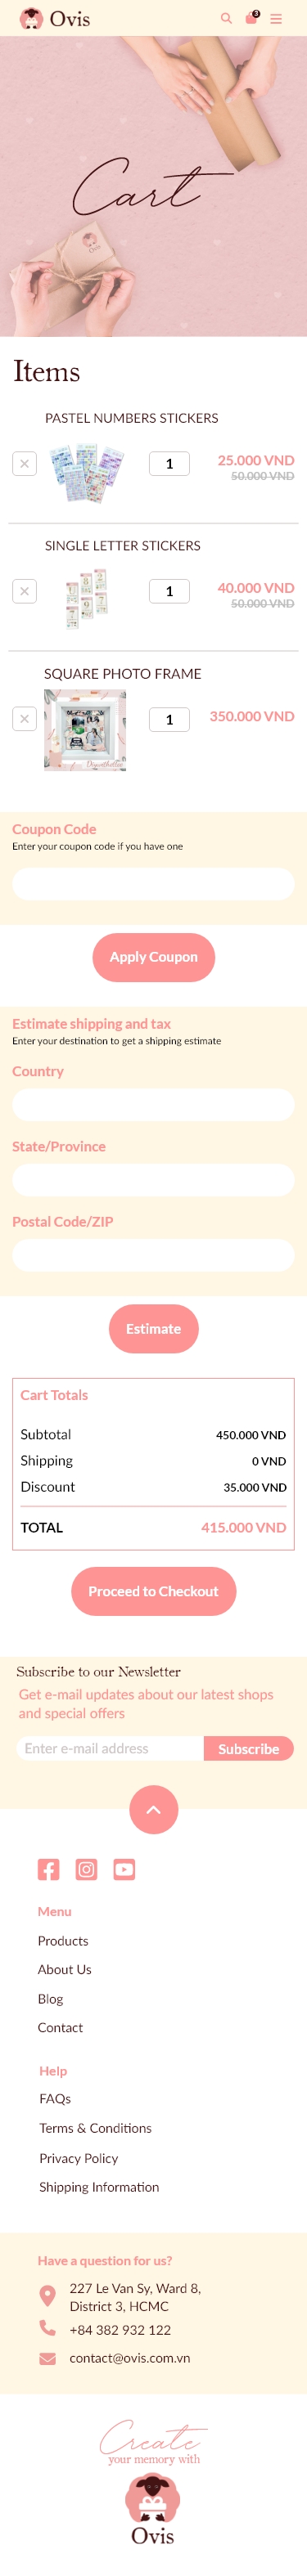 Ovis
3
Ovis
Cart
Items
PASTEL NUMBERS STICKERS
1
25.000 VND
50.000 VND
SINGLE LETTER STICKERS
1
40.000 VND
50.000 VND
SQUARE PHOTO FRAME
1
350.000 VND
Coupon Code
Enter your coupon code if you have one
Apply Coupon
Estimate shipping and tax
Enter your destination to get a shipping estimate
Country
State/Province
Postal Code/ZIP
Estimate
Cart Totals
Subtotal 450.000 VND
Shipping 0 VND
Discount 35.000 VND
TOTAL 415.000 VND
Proceed to Checkout
Subscribe to our Newsletter
Get e-mail updates about our latest shops
and special offers
Enter e-mail address
Subscribe
Menu
Products
About Us
Blog
Contact
Help
FAQs
Terms & Conditions
Privacy Policy
Shipping Information
Have a question for us?
227 Le Van Sy, Ward 8,
District 3, HCMC
+84 382 932 122
contact@ovis.com.vn
Create
your memory with
Ovis